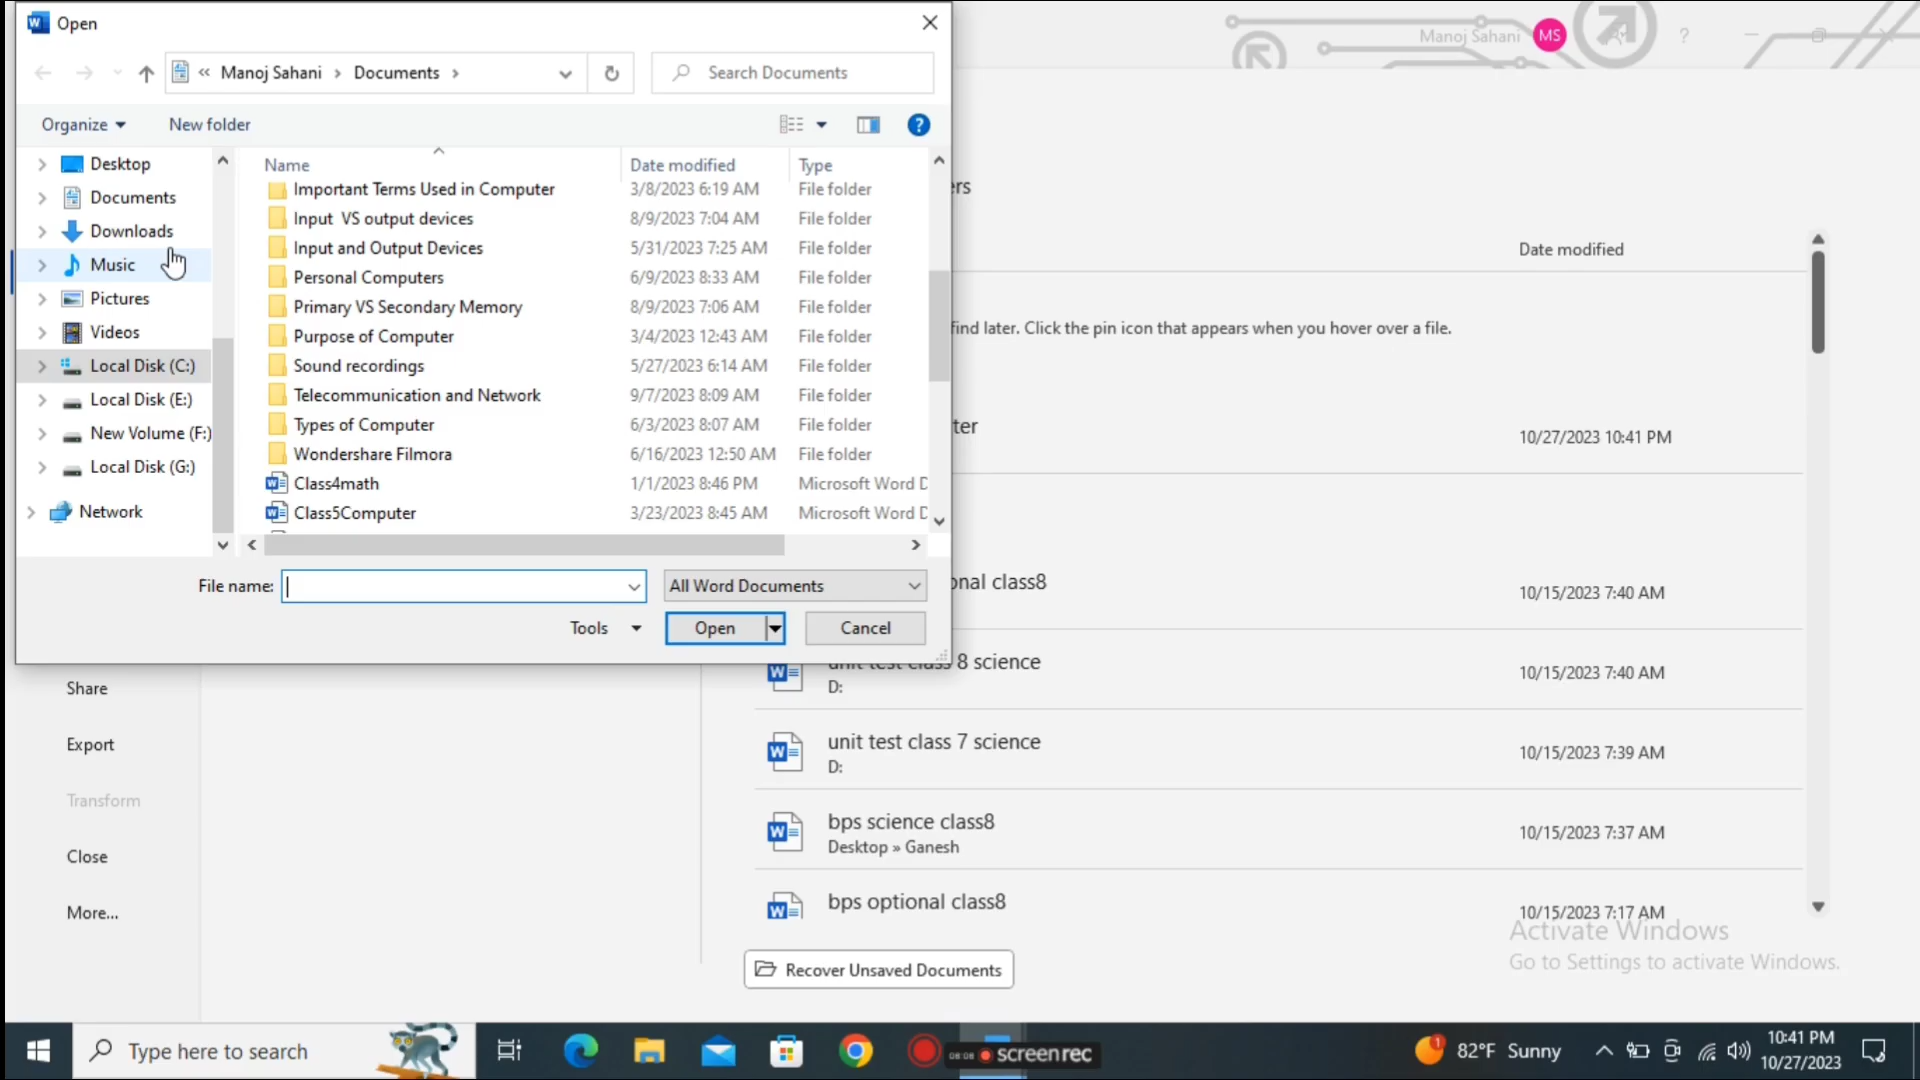 Open
Manoj Sahani
MS
?
« Manoj Sahani › Documents ›
Search Documents
Organize
New folder
?
Desktop
Documents
Downloads
Music
Pictures
Videos
Local Disk (C:)
Local Disk (E:)
New Volume (F:)
Local Disk (G:)
Network
Name Date modified Type
Important Terms Used in Computer 3/8/2023 6:19 AM File folder
Input VS output devices 8/9/2023 7:04 AM File folder
Input and Output Devices 5/31/2023 7:25 AM File folder
Personal Computers 6/9/2023 8:33 AM File folder
Primary VS Secondary Memory 8/9/2023 7:06 AM File folder
Purpose of Computer 3/4/2023 12:43 AM File folder
Sound recordings 5/27/2023 6:14 AM File folder
Telecommunication and Network 9/7/2023 8:09 AM File folder
Types of Computer 6/3/2023 8:07 AM File folder
Wondershare Filmora 6/16/2023 12:50 AM File folder
Class4math 1/1/2023 8:46 PM Microsoft Word D
Class5Computer 3/23/2023 8:45 AM Microsoft Word D
File name:
All Word Documents
Tools
Open
Cancel
ers
Date modified
find later. Click the pin icon that appears when you hover over a file.
ter
10/27/2023 10:41 PM
onal class8
10/15/2023 7:40 AM
unit test class 8 science
D:
10/15/2023 7:40 AM
unit test class 7 science
D:
10/15/2023 7:39 AM
bps science class8
Desktop » Ganesh
10/15/2023 7:37 AM
bps optional class8
10/15/2023 7:17 AM
Share
Export
Transform
Close
More...
Recover Unsaved Documents
Activate Windows
Go to Settings to activate Windows.
Type here to search
08:08 screenrec
1
82°F Sunny
10:41 PM
10/27/2023